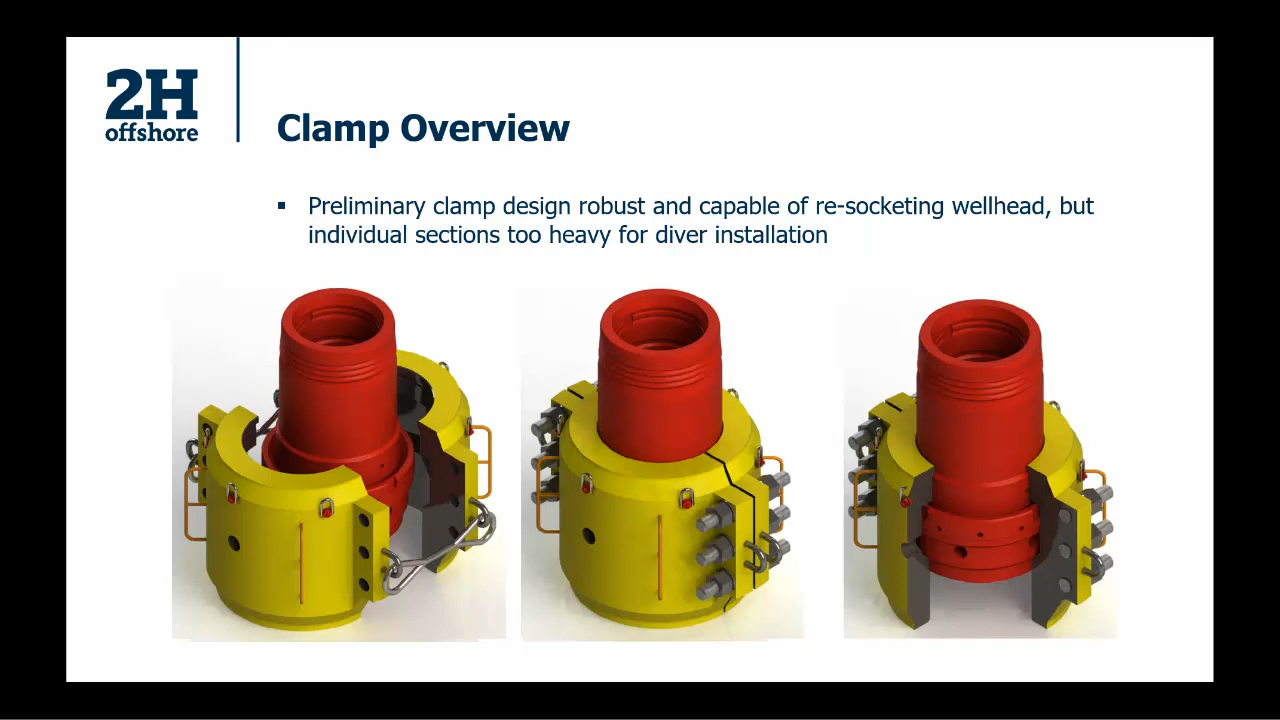 2H
offshore
Clamp Overview
▪ Preliminary clamp design robust and capable of re-socketing wellhead, but
individual sections too heavy for diver installation